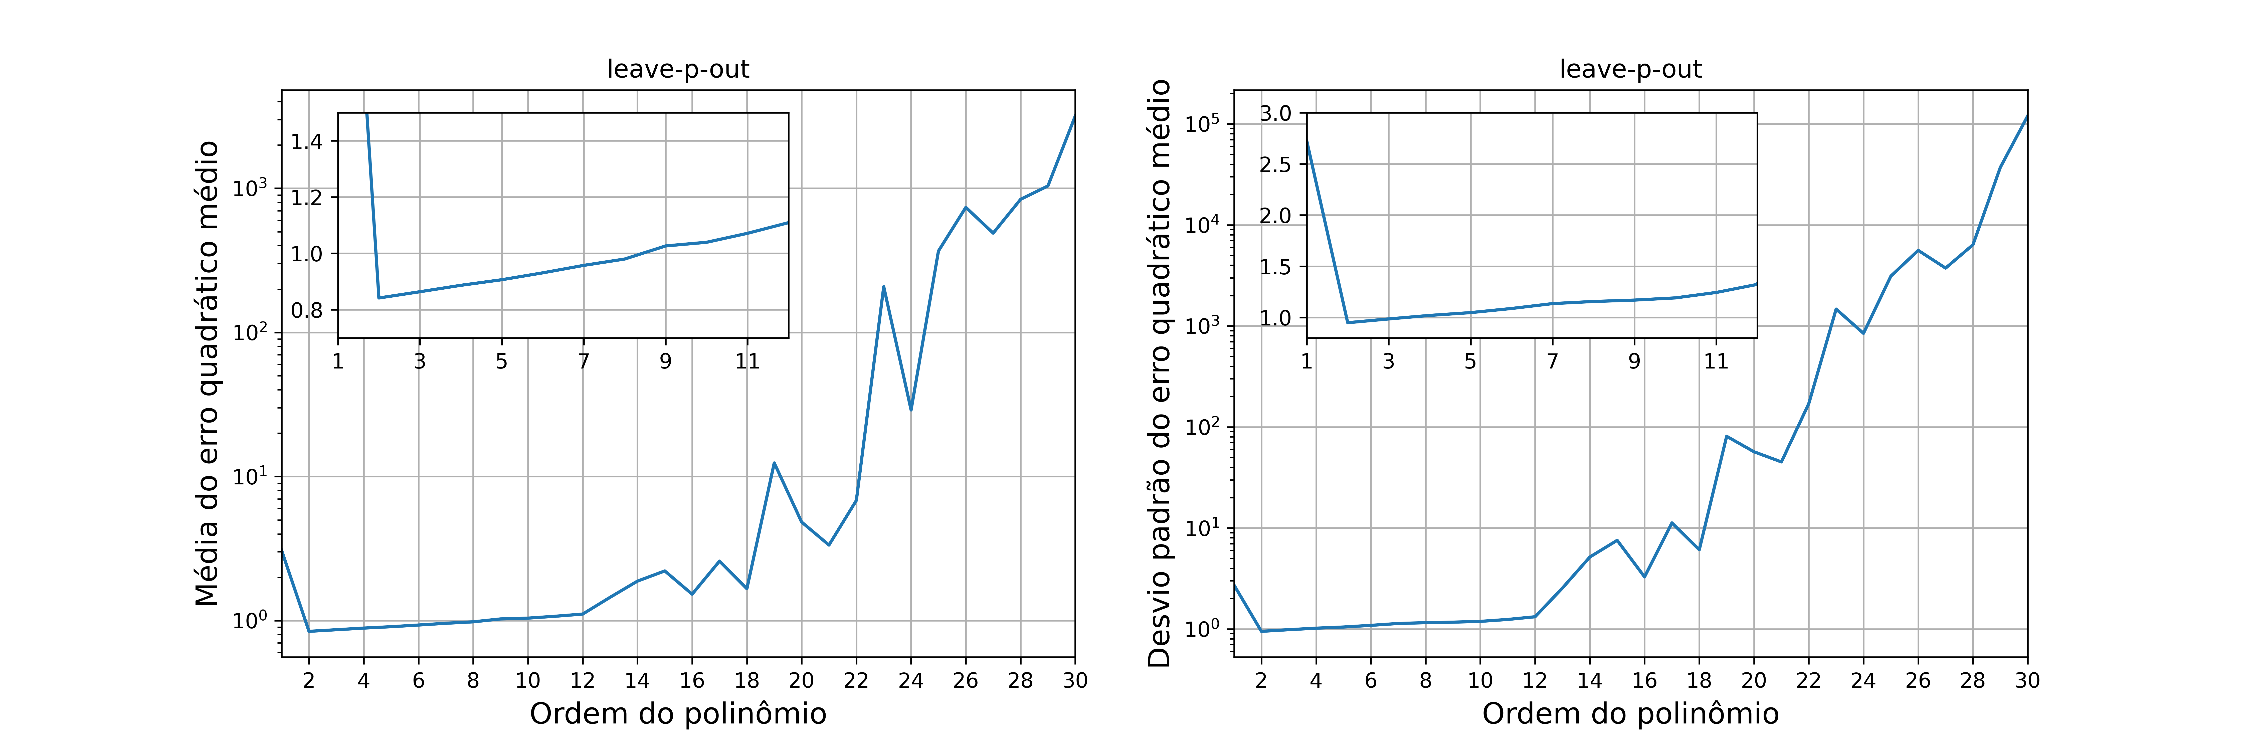 leave-p-out
Média do erro quadrático médio
10³
10²
10¹
10⁰
1.4
1.2
1.0
0.8
1 3 5 7 9 11
2 4 6 8 10 12 14 16 18 20 22 24 26 28 30
Ordem do polinômio
leave-p-out
Desvio padrão do erro quadrático médio
10⁵
10⁴
10³
10²
10¹
10⁰
3.0
2.5
2.0
1.5
1.0
1 3 5 7 9 11
2 4 6 8 10 12 14 16 18 20 22 24 26 28 30
Ordem do polinômio